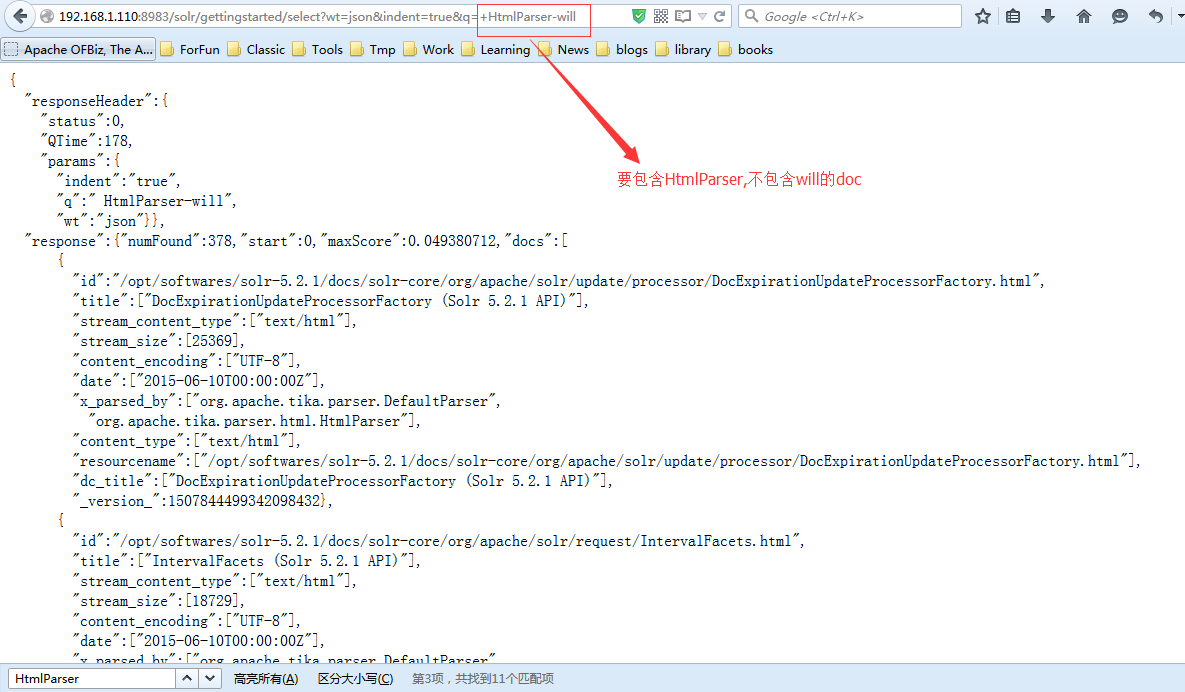 192.168.1.110:8983/solr/gettingstarted/select?wt=json&indent=true&q=+HtmlParser-will
Google <Ctrl+K>
Apache OFBiz, The A... ForFun Classic Tools Tmp Work Learning News blogs library books
{
"responseHeader":{
"status":0,
"QTime":178,
"params":{
"indent":"true",
"q":" HtmlParser-will",
"wt":"json"}},
要包含HtmlParser,不包含will的doc
"response":{"numFound":378,"start":0,"maxScore":0.049380712,"docs":[
{
"id":"/opt/softwares/solr-5.2.1/docs/solr-core/org/apache/solr/update/processor/DocExpirationUpdateProcessorFactory.html",
"title":["DocExpirationUpdateProcessorFactory (Solr 5.2.1 API)"],
"stream_content_type":["text/html"],
"stream_size":[25369],
"content_encoding":["UTF-8"],
"date":["2015-06-10T00:00:00Z"],
"x_parsed_by":["org.apache.tika.parser.DefaultParser",
"org.apache.tika.parser.html.HtmlParser"],
"content_type":["text/html"],
"resourcename":["/opt/softwares/solr-5.2.1/docs/solr-core/org/apache/solr/update/processor/DocExpirationUpdateProcessorFactory.html"],
"dc_title":["DocExpirationUpdateProcessorFactory (Solr 5.2.1 API)"],
"_version_":1507844499342098432},
{
"id":"/opt/softwares/solr-5.2.1/docs/solr-core/org/apache/solr/request/IntervalFacets.html",
"title":["IntervalFacets (Solr 5.2.1 API)"],
"stream_content_type":["text/html"],
"stream_size":[18729],
"content_encoding":["UTF-8"],
"date":["2015-06-10T00:00:00Z"],
"x_parsed_by":["org.apache.tika.parser.DefaultParser",
HtmlParser 高亮所有(A) 区分大小写(C) 第3项，共找到11个匹配项